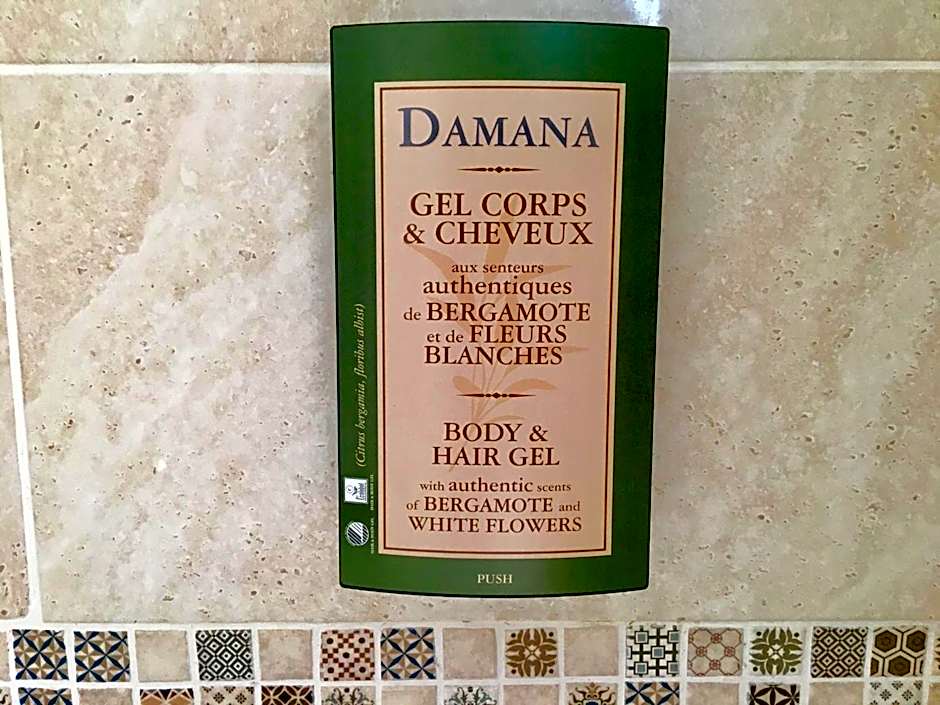 DAMANA
GEL CORPS
& CHEVEUX
aux senteurs
authentiques
de BERGAMOTE
et de FLEURS
BLANCHES
BODY &
HAIR GEL
with authentic scents
of BERGAMOTE and
WHITE FLOWERS
PUSH
(Citrus bergamia, floribus albist)